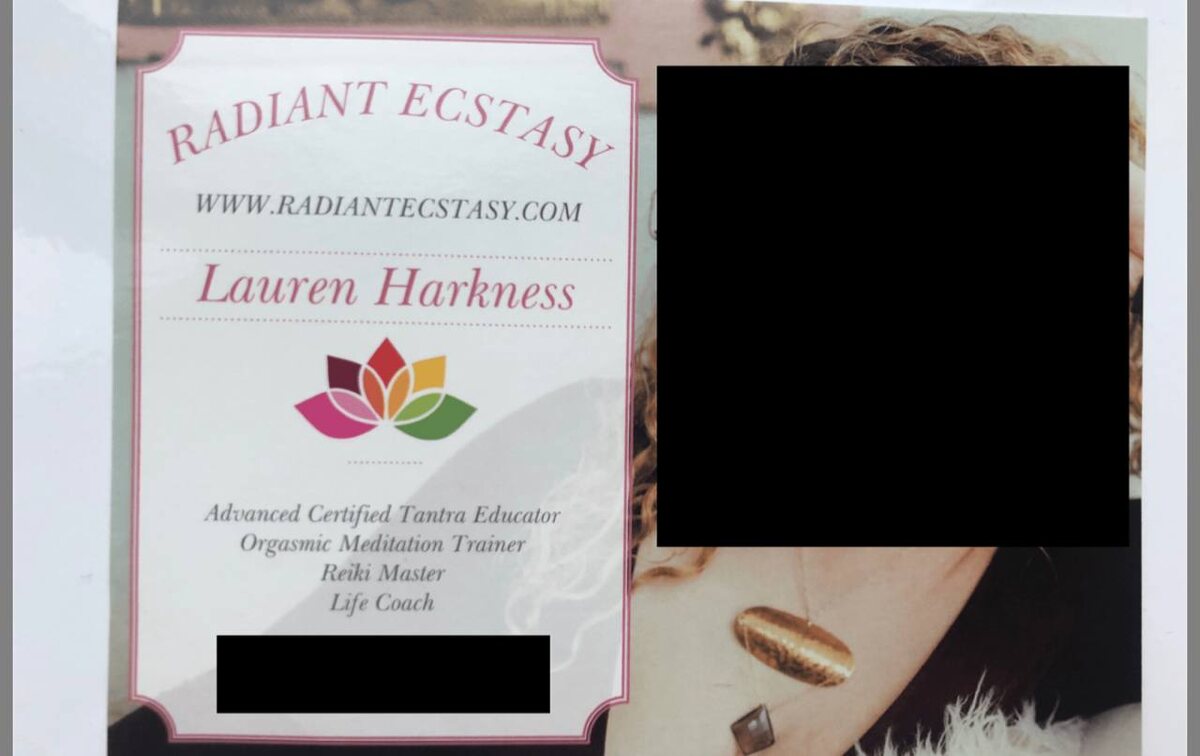 RADIANT ECSTASY
WWW.RADIANTECSTASY.COM
Lauren Harkness
Advanced Certified Tantra Educator
Orgasmic Meditation Trainer
Reiki Master
Life Coach